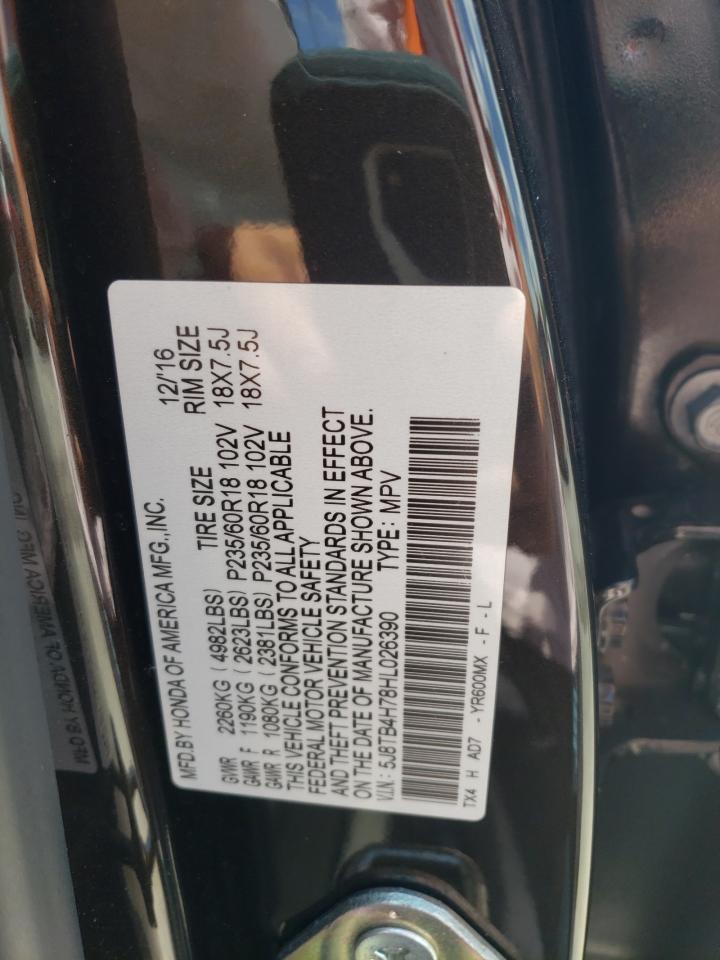 MFD.BY HONDA OF AMERICA MFG.,INC. 12/'16
TIRE SIZE RIM SIZE
GVWR 2260KG ( 4982LBS)
GAWR F 1190KG ( 2623LBS) P235/60R18 102V 18X7.5J
GAWR R 1080KG ( 2381LBS) P235/60R18 102V 18X7.5J
THIS VEHICLE CONFORMS TO ALL APPLICABLE
FEDERAL MOTOR VEHICLE SAFETY
AND THEFT PREVENTION STANDARDS IN EFFECT
ON THE DATE OF MANUFACTURE SHOWN ABOVE.
V.I.N.: 5J8TB4H78HL026390 TYPE: MPV
TX4 H AD7 - YR600MX - F - L